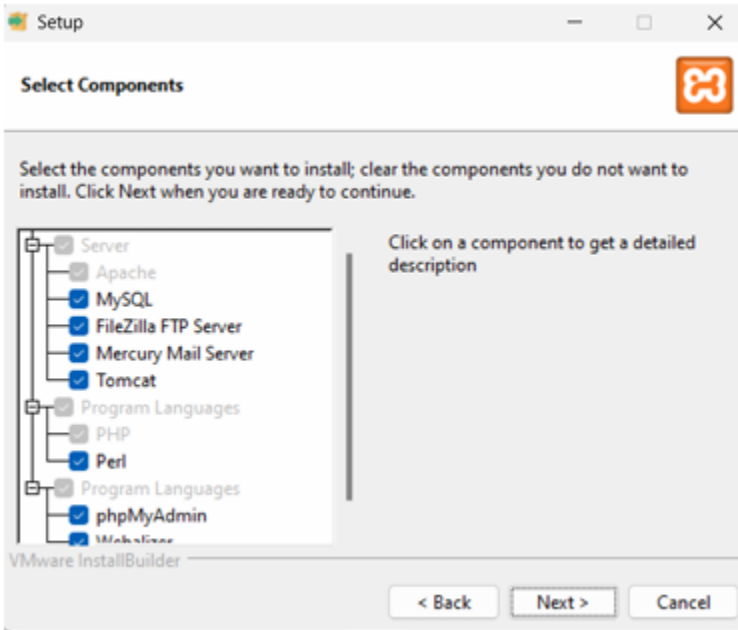 Setup
Select Components
Select the components you want to install; clear the components you do not want to
install. Click Next when you are ready to continue.
Server
Apache
MySQL
FileZilla FTP Server
Mercury Mail Server
Tomcat
Program Languages
PHP
Perl
Program Languages
phpMyAdmin
Webalizer
Click on a component to get a detailed
description
VMware InstallBuilder
< Back
Next >
Cancel